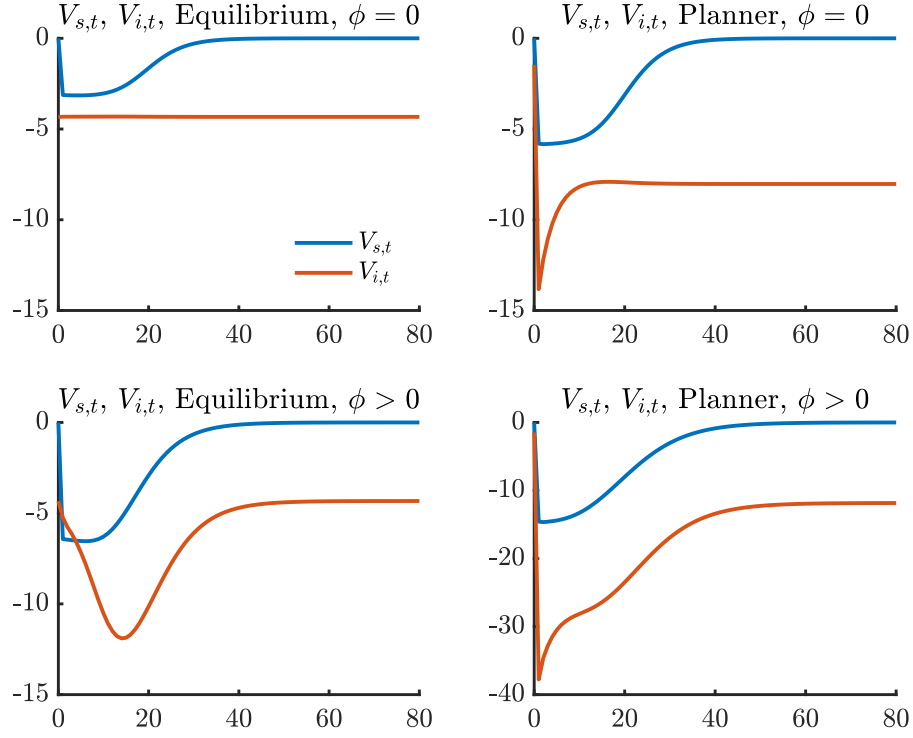 V_{s,t}, V_{i,t}, Equilibrium, ϕ = 0
0
-5
-10
-15
0 20 40 60 80
V_{s,t}
V_{i,t}
V_{s,t}, V_{i,t}, Planner, ϕ = 0
0
-5
-10
-15
0 20 40 60 80
V_{s,t}, V_{i,t}, Equilibrium, ϕ > 0
0
-5
-10
-15
0 20 40 60 80
V_{s,t}, V_{i,t}, Planner, ϕ > 0
0
-10
-20
-30
-40
0 20 40 60 80